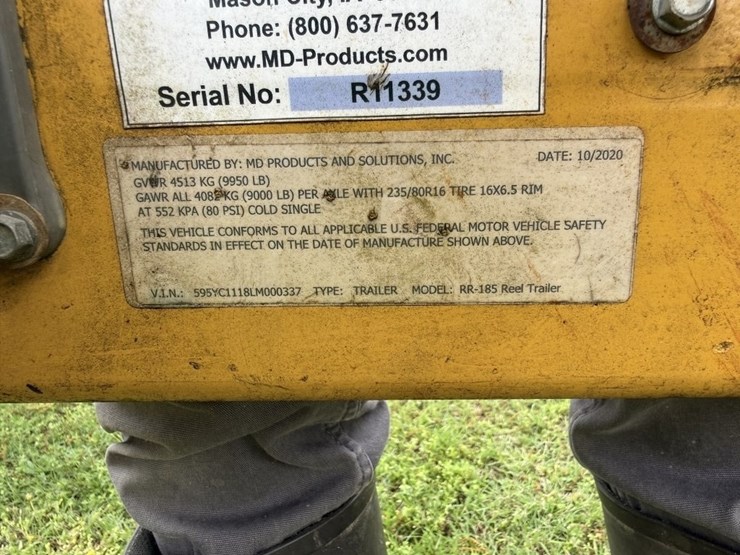 Mason City,
Phone: (800) 637-7631
www.MD-Products.com
Serial No: R11339
MANUFACTURED BY: MD PRODUCTS AND SOLUTIONS, INC. DATE: 10/2020
GVWR 4513 KG (9950 LB)
GAWR ALL 4082 KG (9000 LB) PER AXLE WITH 235/80R16 TIRE 16X6.5 RIM
AT 552 KPA (80 PSI) COLD SINGLE
THIS VEHICLE CONFORMS TO ALL APPLICABLE U.S. FEDERAL MOTOR VEHICLE SAFETY
STANDARDS IN EFFECT ON THE DATE OF MANUFACTURE SHOWN ABOVE.
V.I.N.: 595YC1118LM000337 TYPE: TRAILER MODEL: RR-185 Reel Trailer